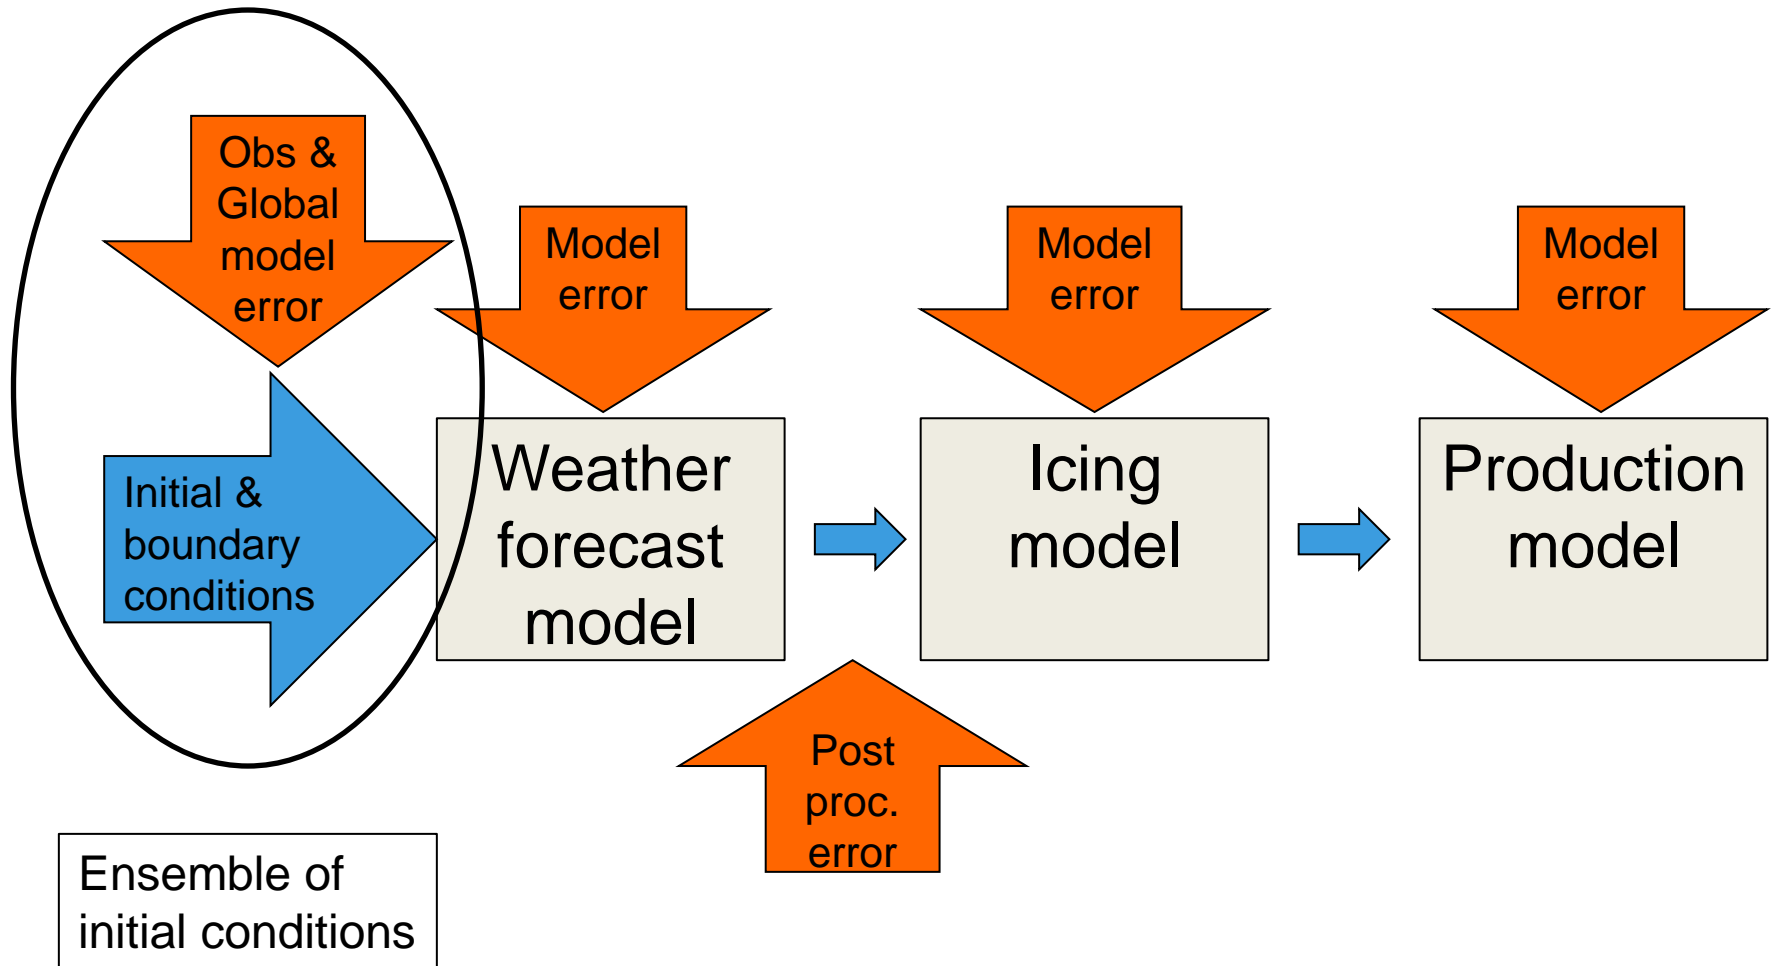 Obs &
Global
model
error
Model
error
Model
error
Model
error
Initial &
boundary
conditions
Weather
forecast
model
Icing
model
Production
model
Post
proc.
error
Ensemble of
initial conditions